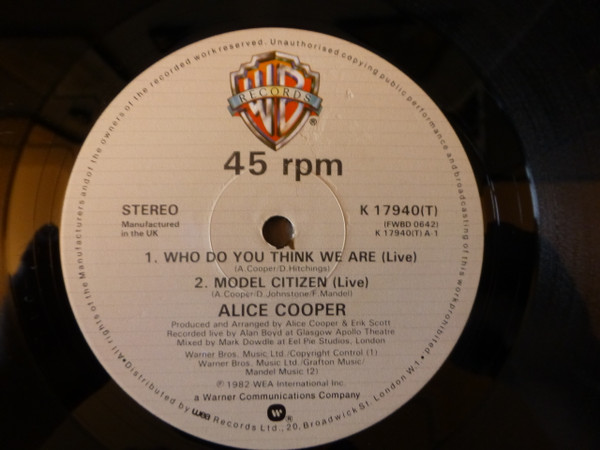 • All rights of the Manufacturers and/or the owners of the recorded work reserved. Unauthorised copying public performance and broadcasting of this work prohibited •
WB
RECORDS
®
45 rpm
STEREO
K 17940(T)
Manufactured
(FWBD 0642)
in the UK
K 17940(T) A-1
1. WHO DO YOU THINK WE ARE (Live)
(A.Cooper/D.Hitchings)
2. MODEL CITIZEN (Live)
(A.Cooper/D.Johnstone/F.Mandel)
ALICE COOPER
Produced and Arranged by Alice Cooper & Erik Scott
Recorded live by Alan Boyd at Glasgow Apollo Theatre
Mixed by Mark Dowdle at Eel Pie Studios, London
Warner Bros. Music Ltd./Copyright Control (1)
Warner Bros. Music Ltd./Grafton Music/
Mandel Music (2)
℗ 1982 WEA International Inc.
a Warner Communications Company
W ®
Distributed by wea Records Ltd., 20, Broadwick St. London W.1.